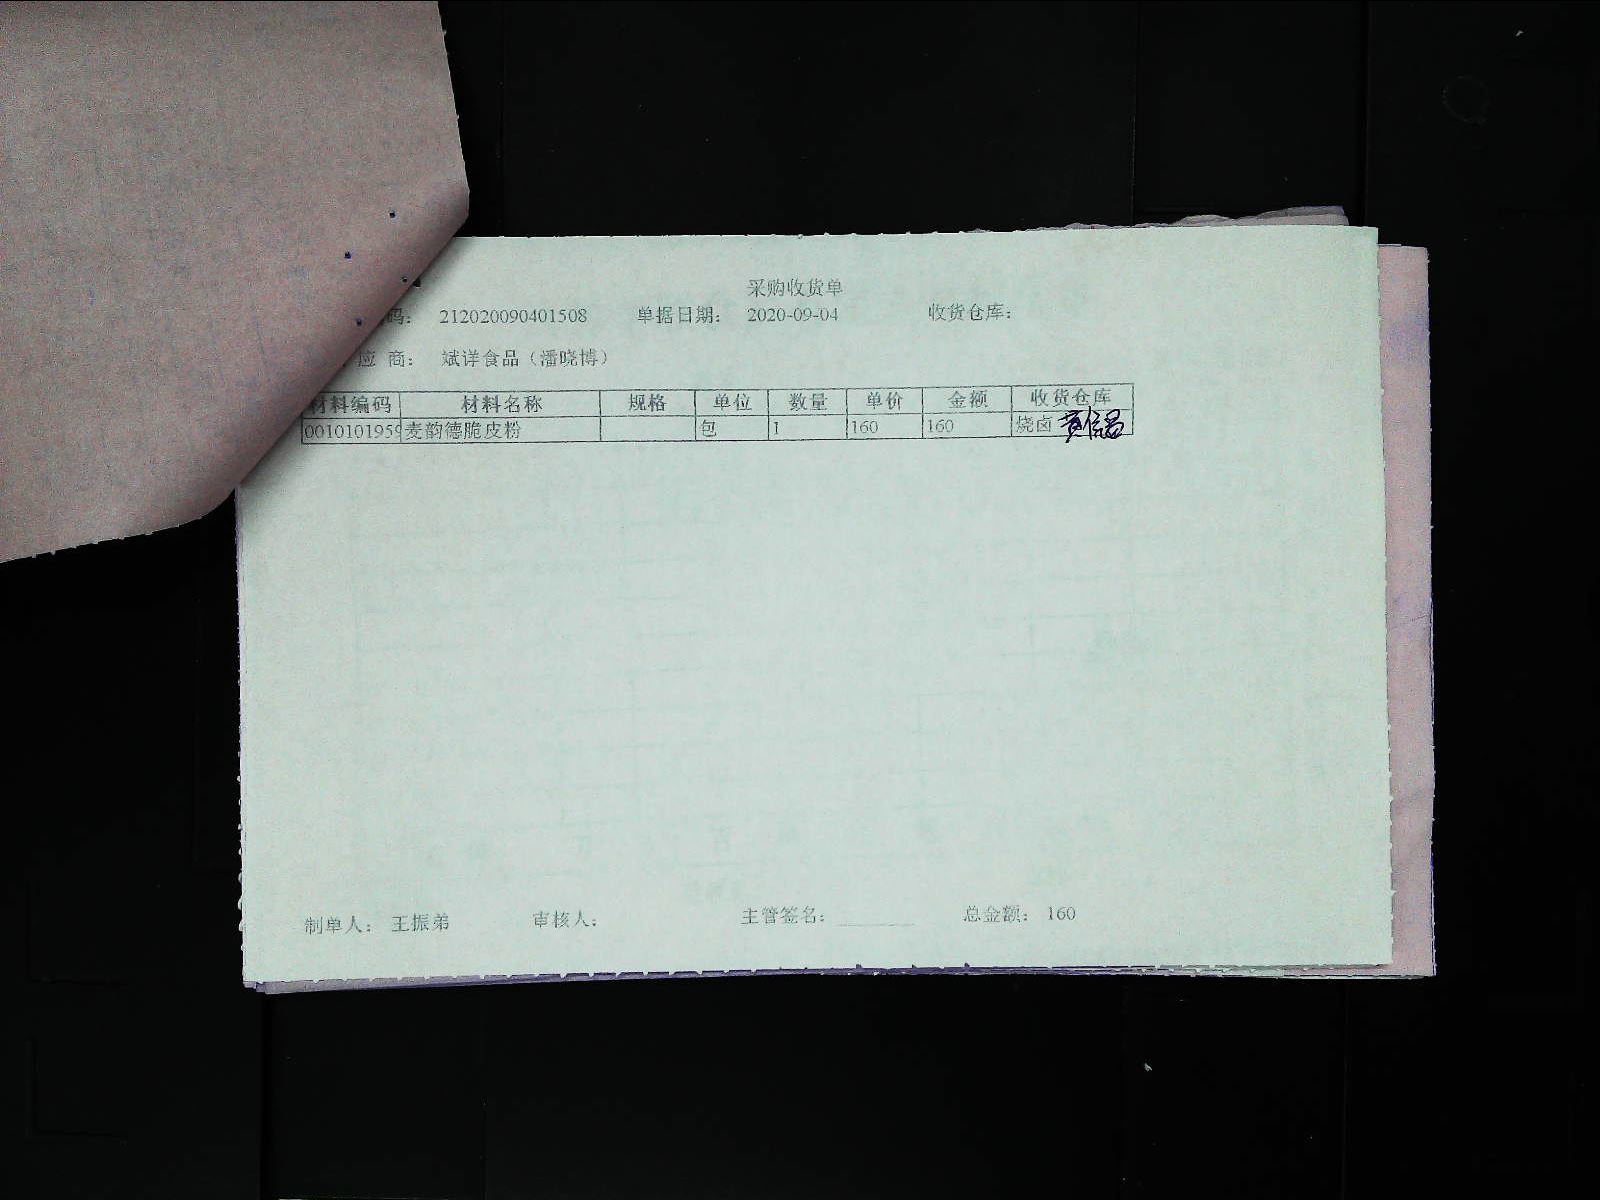 采购收货单
码： 212020090401508 单据日期： 2020-09-04 收货仓库：
应 商： 斌洋食品（潘晓博）
材料编码 材料名称 规格 单位 数量 单价 金额 收货仓库
0010101959 麦韵德脆皮粉 包 1 160 160 烧卤
制单人： 王振弟 审核人： 主管签名： 总金额： 160